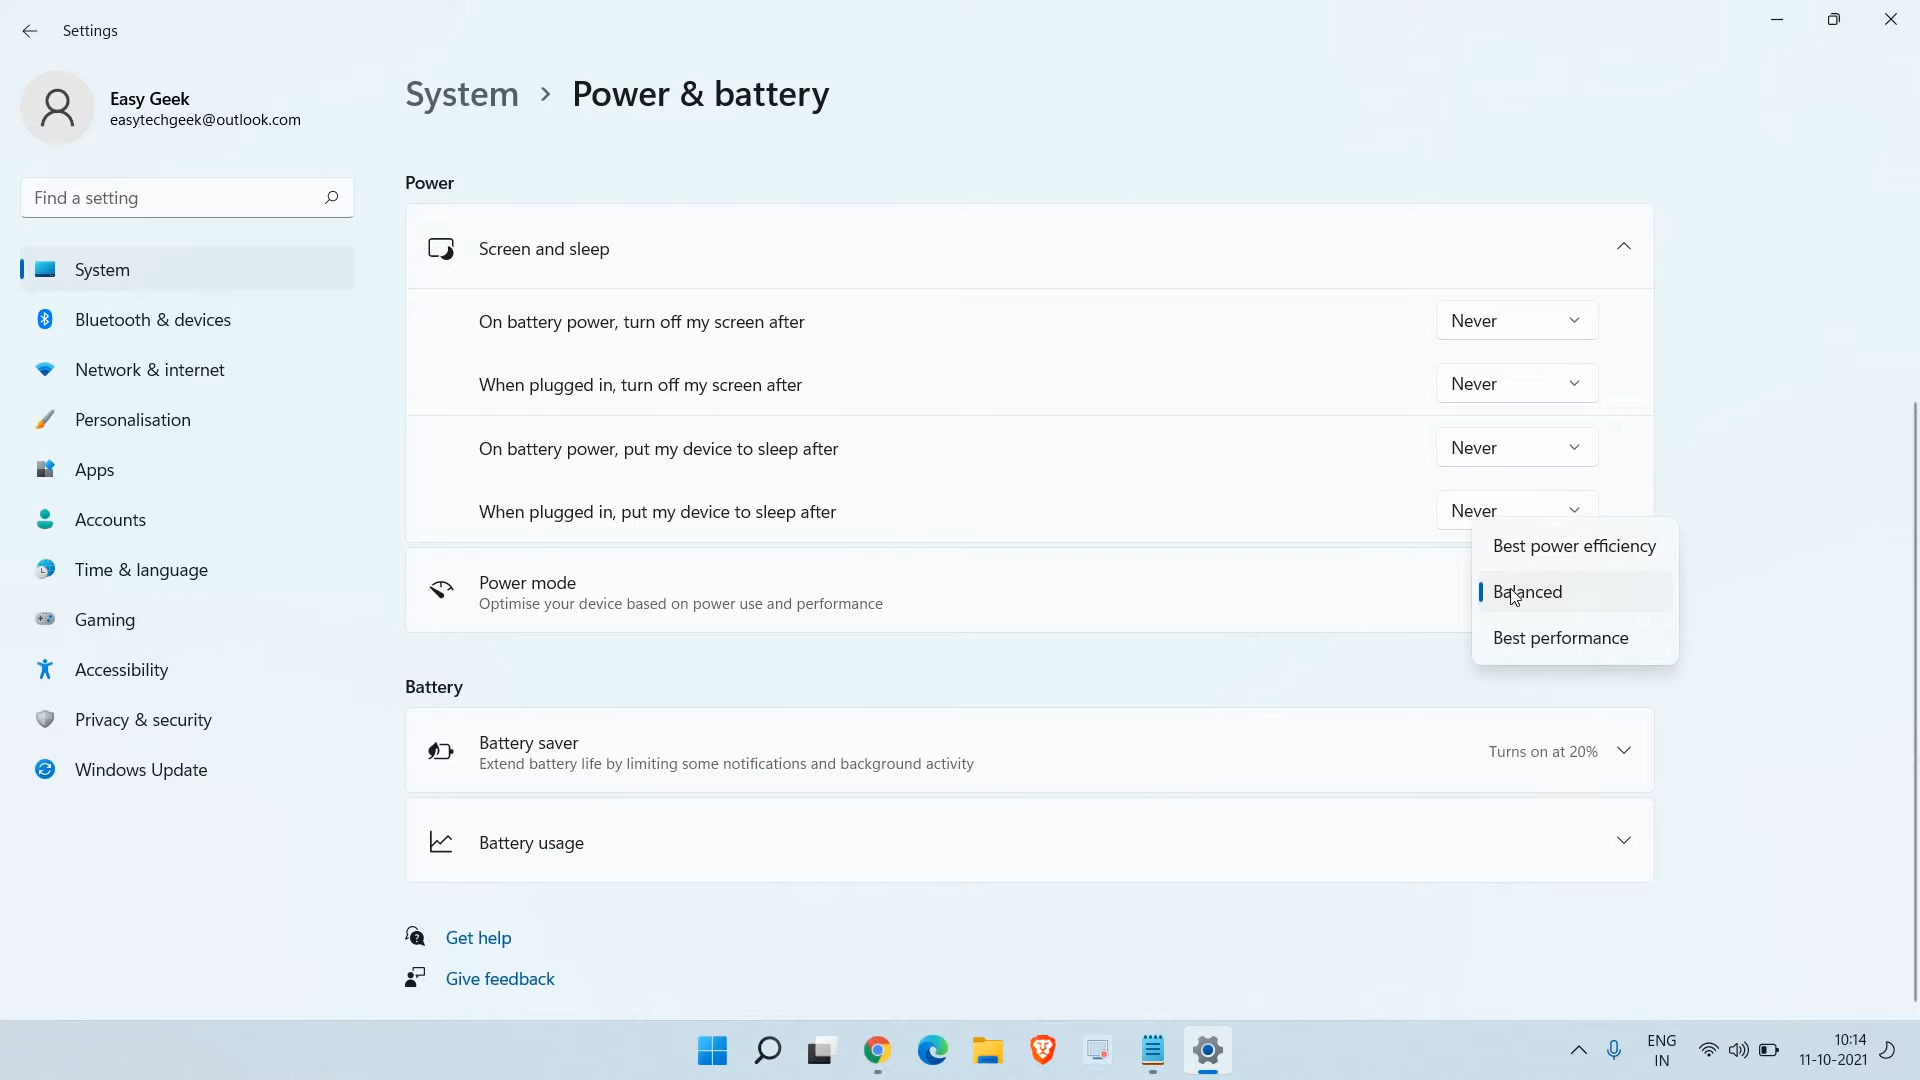 Settings
Easy Geek
easytechgeek@outlook.com
Find a setting
System
Bluetooth & devices
Network & internet
Personalisation
Apps
Accounts
Time & language
Gaming
Accessibility
Privacy & security
Windows Update
System > Power & battery
Power
Screen and sleep
On battery power, turn off my screen after Never
When plugged in, turn off my screen after Never
On battery power, put my device to sleep after Never
When plugged in, put my device to sleep after Never
Power mode
Optimise your device based on power use and performance
Best power efficiency
Balanced
Best performance
Battery
Battery saver
Extend battery life by limiting some notifications and background activity
Turns on at 20%
Battery usage
Get help
Give feedback
ENG
IN
10:14
11-10-2021